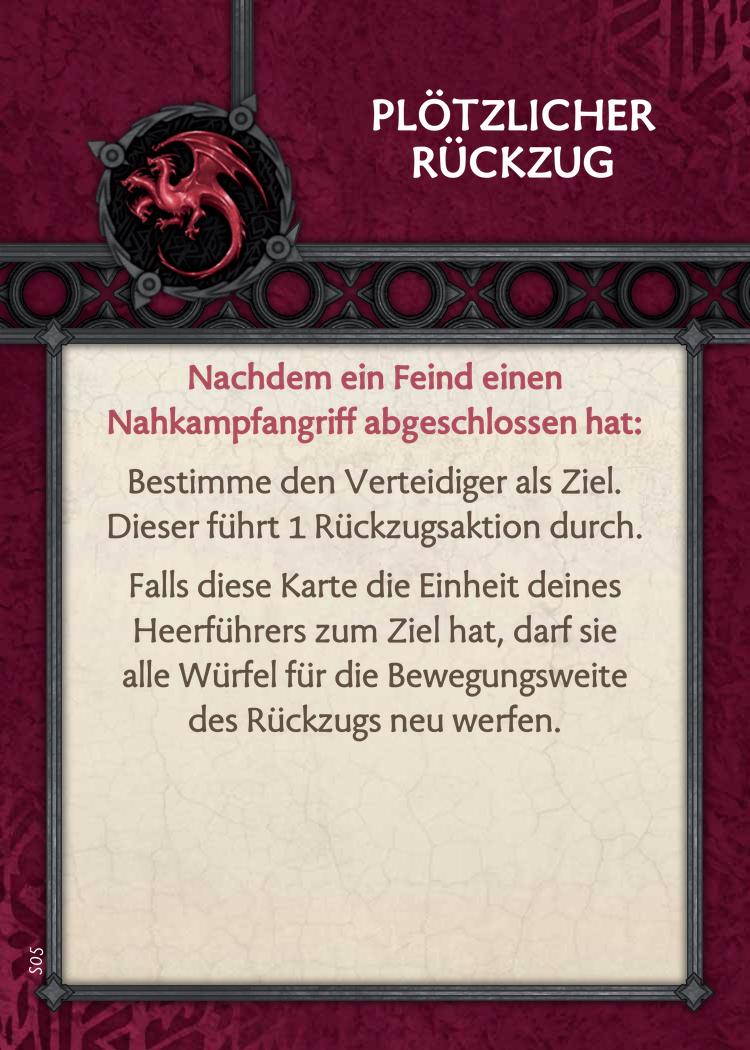 PLÖTZLICHER
RÜCKZUG
Nachdem ein Feind einen
Nahkampfangriff abgeschlossen hat:
Bestimme den Verteidiger als Ziel.
Dieser führt 1 Rückzugsaktion durch.
Falls diese Karte die Einheit deines
Heerführers zum Ziel hat, darf sie
alle Würfel für die Bewegungsweite
des Rückzugs neu werfen.
S05